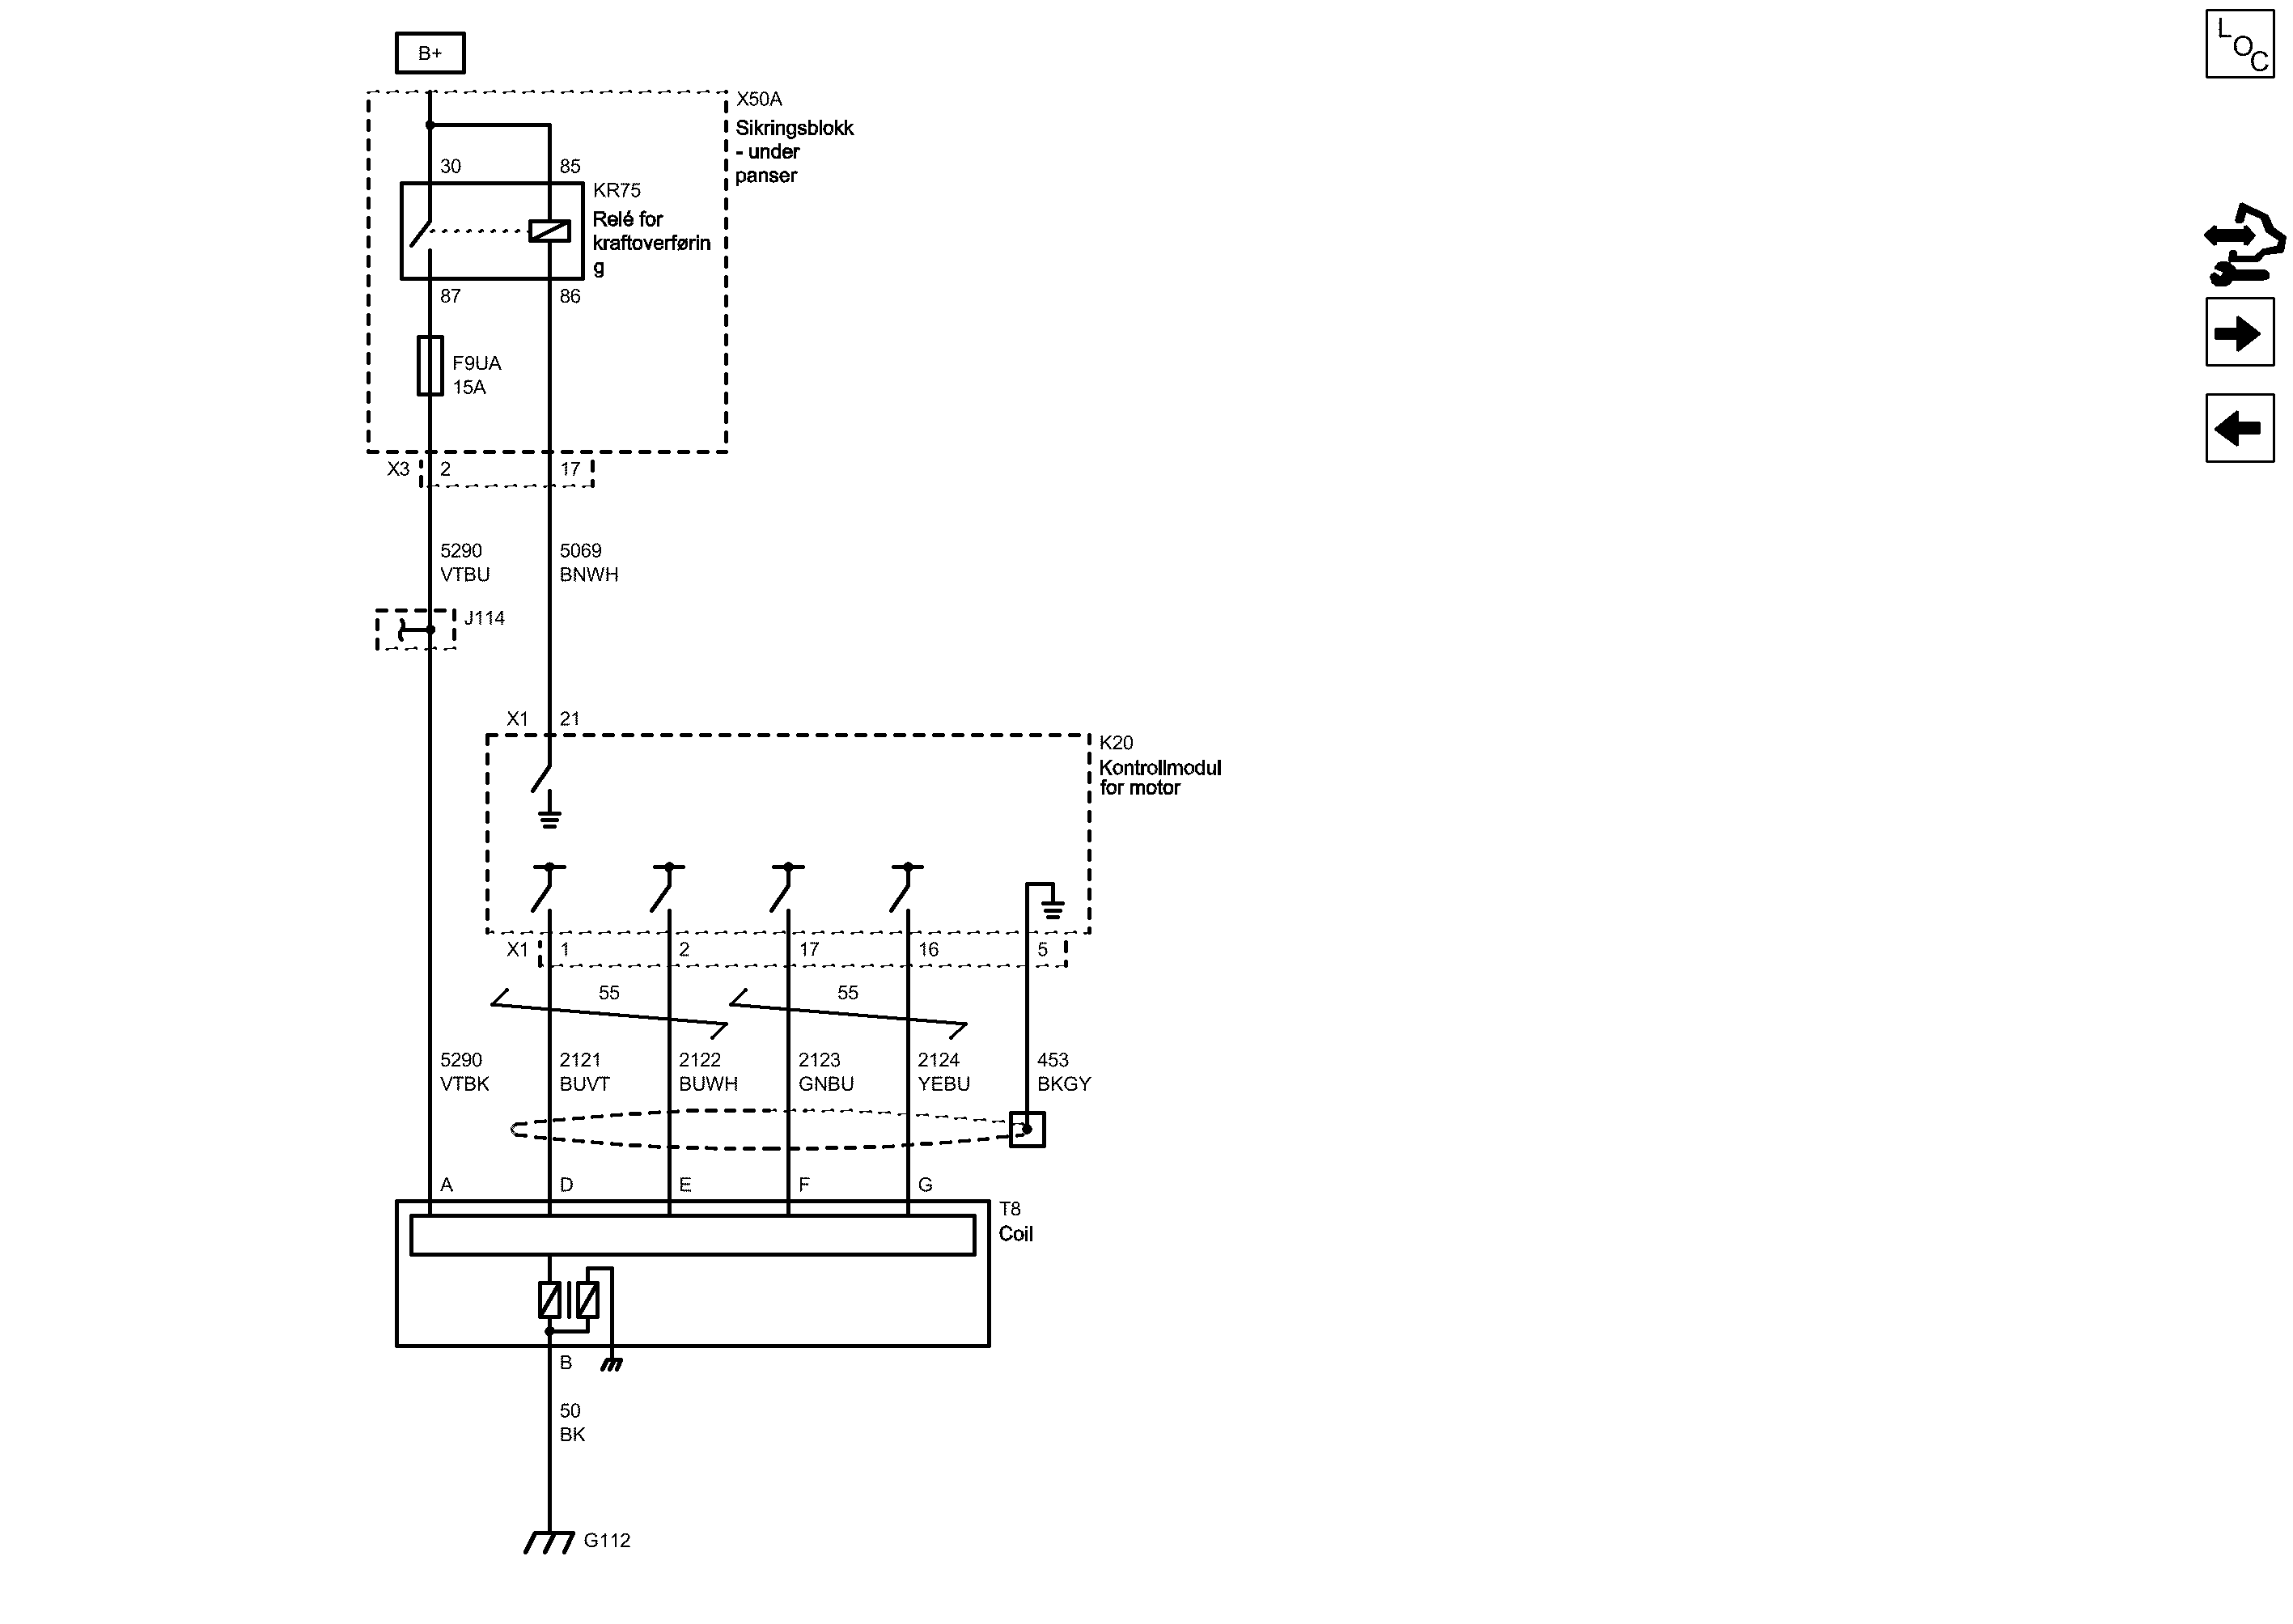 B+
L
O
C
X50A
Sikringsblokk
- under
panser
30
85
KR75
Relé for
kraftoverførin
g
87
86
F9UA
15A
X3
2
17
5290
VTBU
5069
BNWH
J114
X1
21
K20
Kontrollmodul
for motor
X1
1
2
17
16
5
55
55
5290
VTBK
2121
BUVT
2122
BUWH
2123
GNBU
2124
YEBU
453
BKGY
A
D
E
F
G
T8
Coil
B
50
BK
G112